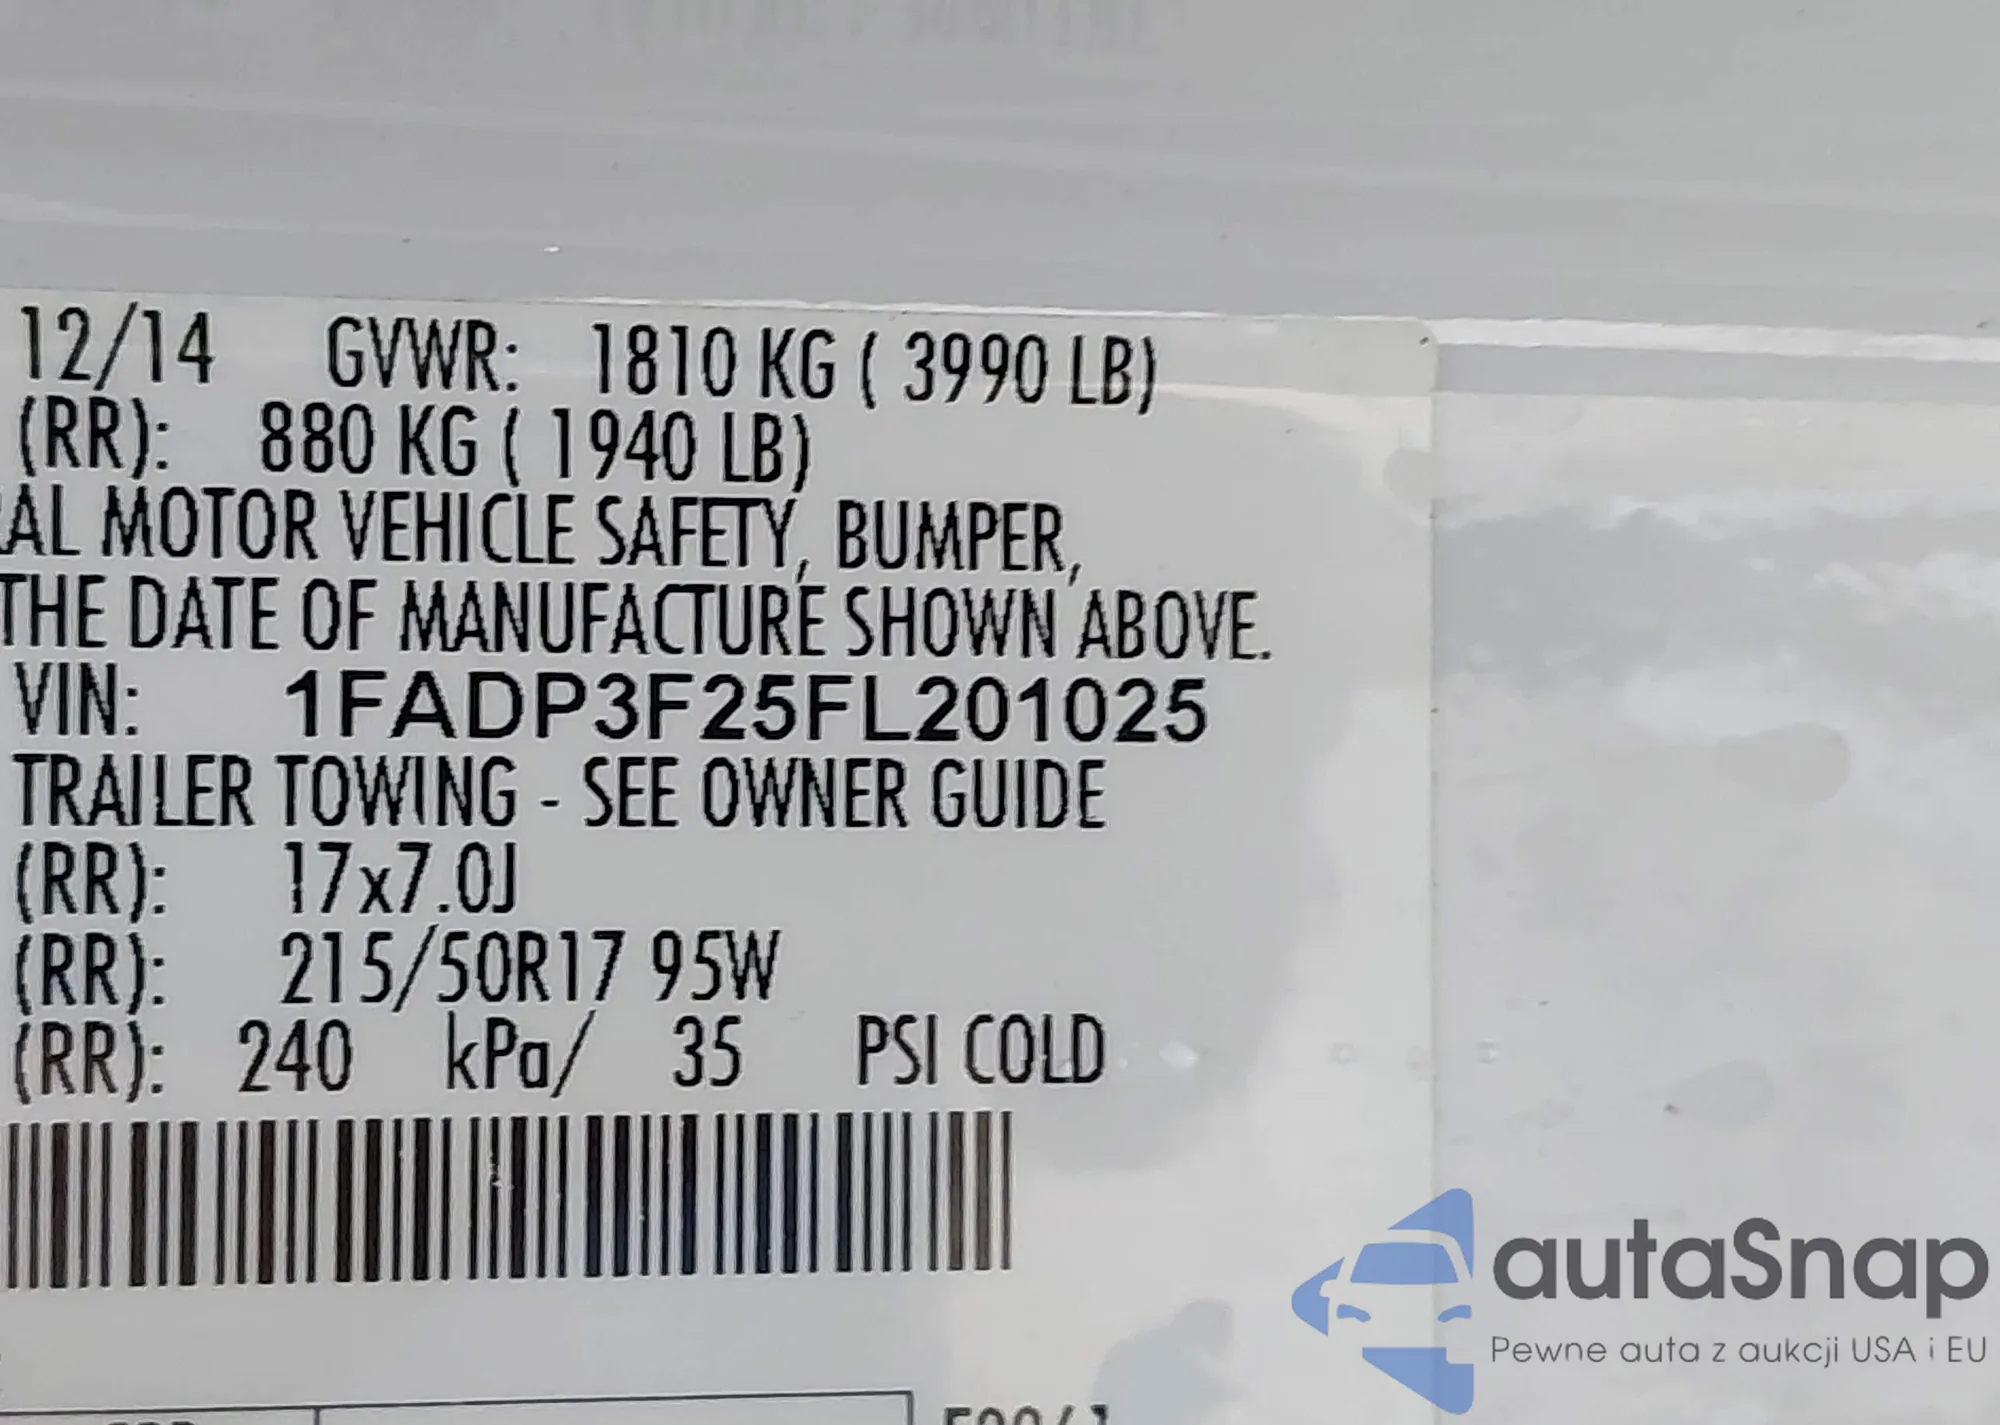 12/14 GVWR: 1810 KG ( 3990 LB)
(RR): 880 KG ( 1940 LB)
AL MOTOR VEHICLE SAFETY, BUMPER,
THE DATE OF MANUFACTURE SHOWN ABOVE.
VIN: 1FADP3F25FL201025
TRAILER TOWING - SEE OWNER GUIDE
(RR): 17x7.0J
(RR): 215/50R17 95W
(RR): 240 kPa/ 35 PSI COLD
autaSnap
Pewne auta z aukcji USA i EU